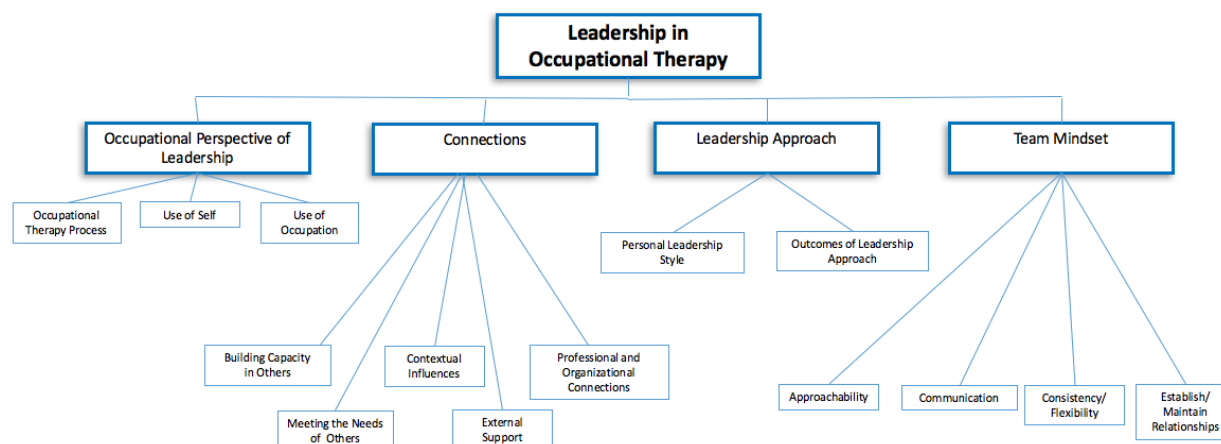 Leadership in
Occupational Therapy
Occupational Perspective of
Leadership
Connections
Leadership Approach
Team Mindset
Occupational
Therapy Process
Use of Self
Use of
Occupation
Personal Leadership
Style
Outcomes of Leadership
Approach
Building Capacity
in Others
Contextual
Influences
Professional and
Organizational
Connections
Meeting the Needs
of Others
External
Support
Approachability
Communication
Consistency/
Flexibility
Establish/
Maintain
Relationships